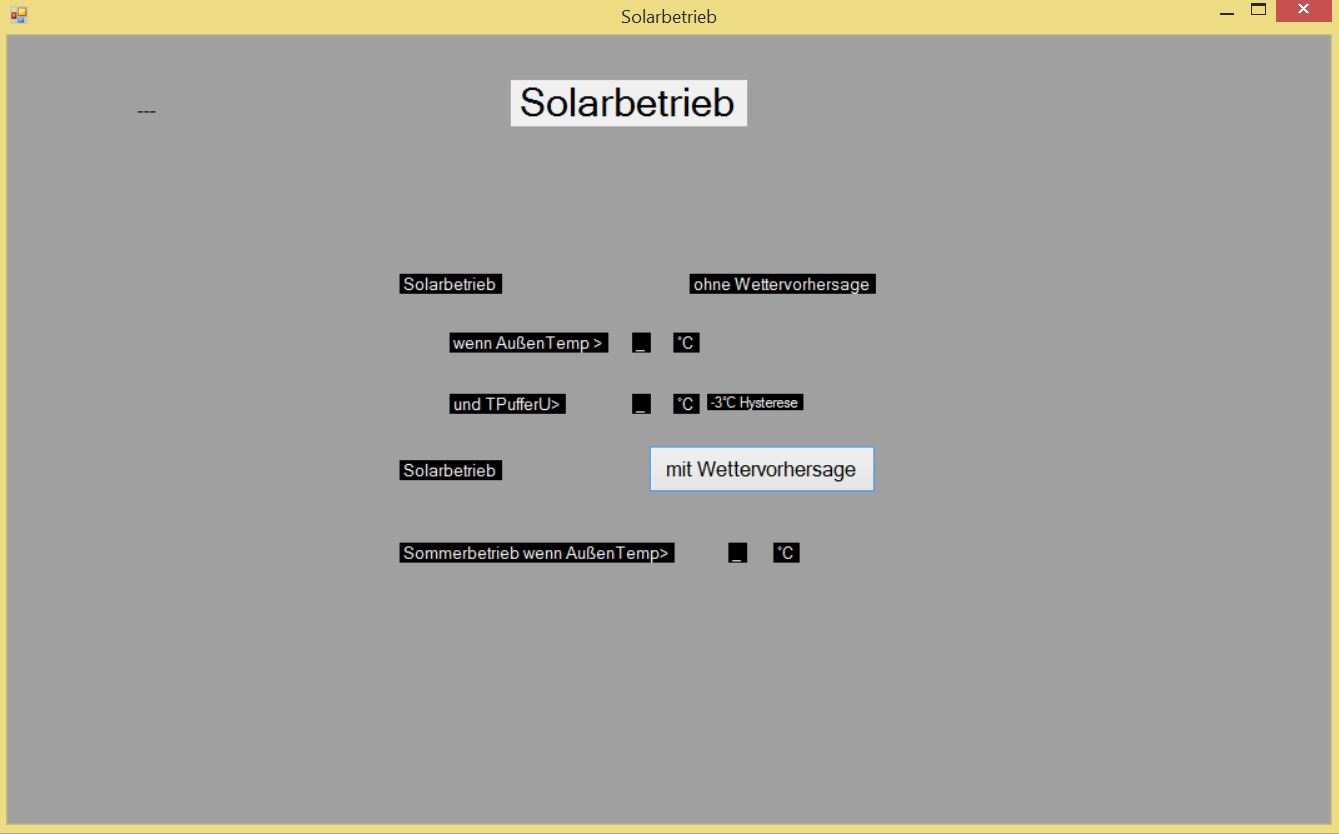 Solarbetrieb
---
Solarbetrieb
Solarbetrieb ohne Wettervorhersage
wenn AußenTemp > _ °C
und TPufferU> _ °C -3°C Hysterese
Solarbetrieb mit Wettervorhersage
Sommerbetrieb wenn AußenTemp> _ °C